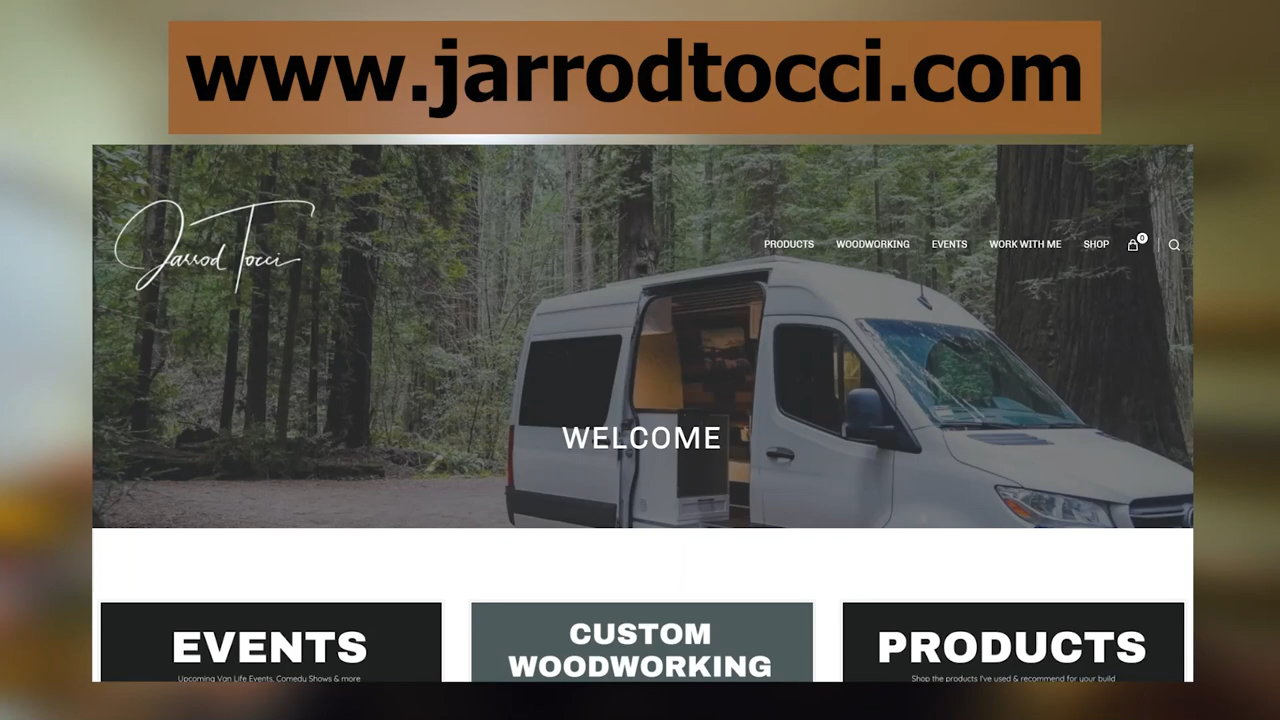 www.jarrodtocci.com
Jarrod Tocci
PRODUCTS WOODWORKING EVENTS WORK WITH ME SHOP 0
WELCOME
EVENTS
Upcoming Van Life Events, Comedy Shows & more
CUSTOM
WOODWORKING
PRODUCTS
Shop the products I've used & recommend for your build